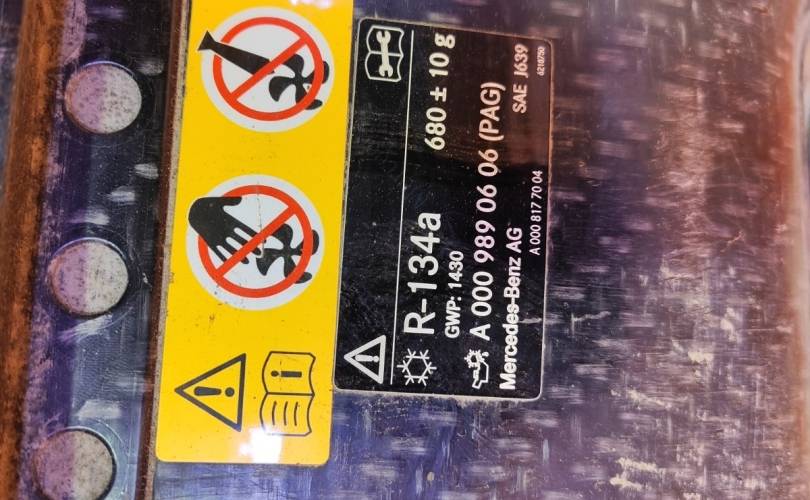 R-134a 680 ± 10 g
GWP: 1430
A 000 989 06 06 (PAG)
Mercedes-Benz AG SAE J639
A 000 817 70 04 6218750